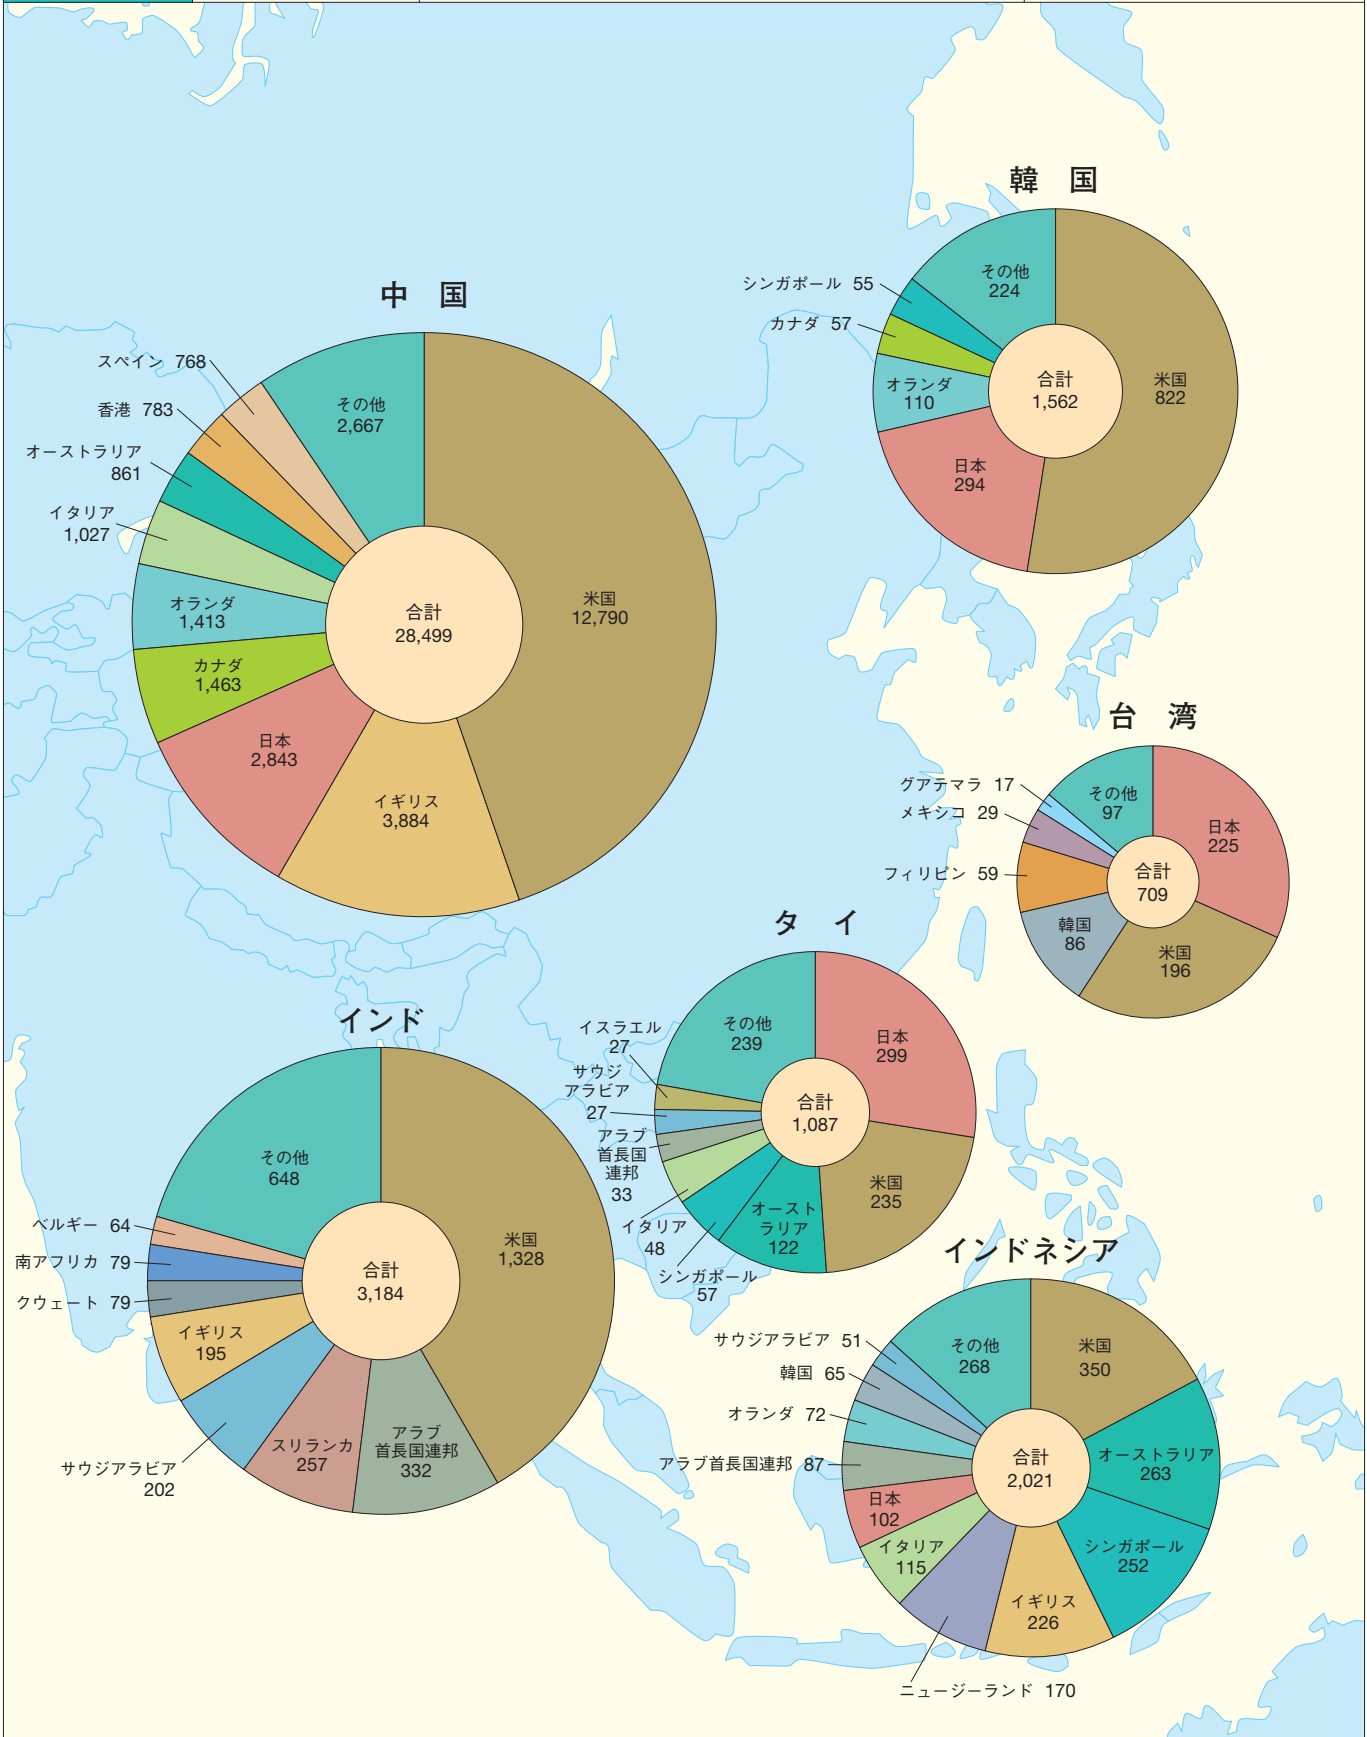 韓 国
その他
224
シンガポール 55
カナダ 57
オランダ
110
日本
294
合計
1,562
米国
822
中 国
スペイン 768
香港 783
オーストラリア
861
イタリア
1,027
オランダ
1,413
カナダ
1,463
日本
2,843
イギリス
3,884
その他
2,667
合計
28,499
米国
12,790
台 湾
グアテマラ 17
メキシコ 29
フィリピン 59
韓国
86
その他
97
合計
709
日本
225
米国
196
タ イ
イスラエル
27
サウジ
アラビア
27
アラブ
首長国
連邦
33
イタリア
48
シンガポール
57
オースト
ラリア
122
その他
239
合計
1,087
日本
299
米国
235
インド
その他
648
ベルギー 64
南アフリカ 79
クウェート 79
イギリス
195
サウジアラビア
202
スリランカ
257
アラブ
首長国連邦
332
合計
3,184
米国
1,328
インドネシア
サウジアラビア 51
韓国 65
オランダ 72
アラブ首長国連邦 87
日本
102
イタリア
115
ニュージーランド 170
イギリス
226
シンガポール
252
オーストラリア
263
米国
350
その他
268
合計
2,021